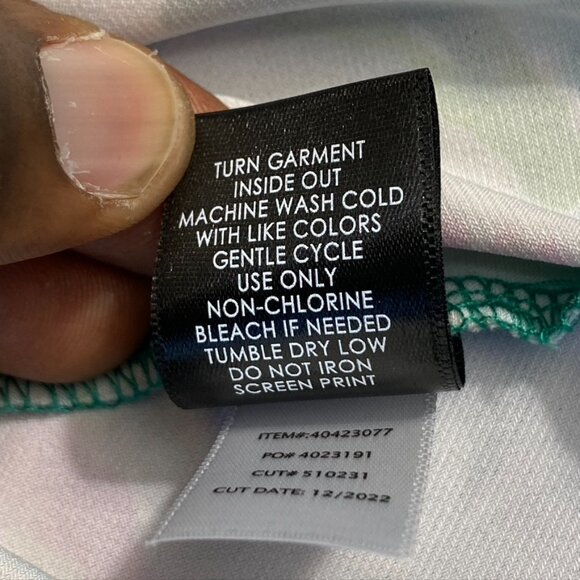 TURN GARMENT
INSIDE OUT
MACHINE WASH COLD
WITH LIKE COLORS
GENTLE CYCLE
USE ONLY
NON-CHLORINE
BLEACH IF NEEDED
TUMBLE DRY LOW
DO NOT IRON
SCREEN PRINT
ITEM#:40423077
PO# 4023191
CUT# 510231
CUT DATE: 12/2022